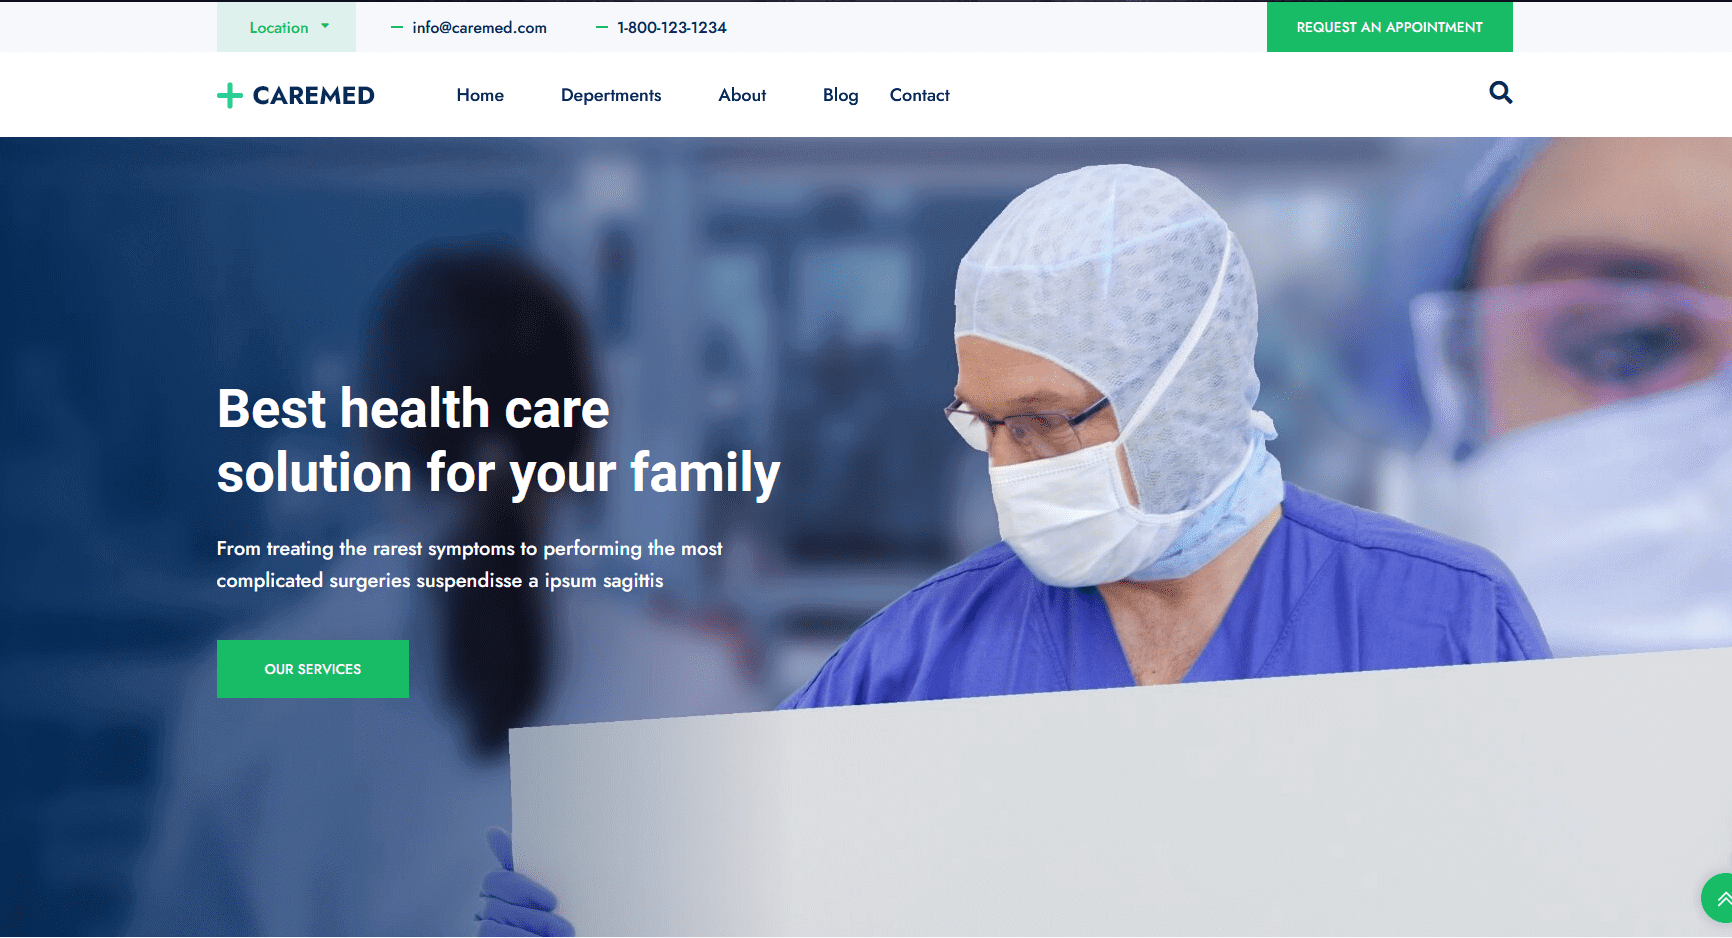 Location
info@caremed.com
1-800-123-1234
REQUEST AN APPOINTMENT
CAREMED
Home
Depertments
About
Blog
Contact
Best health care
solution for your family
From treating the rarest symptoms to performing the most
complicated surgeries suspendisse a ipsum sagittis
OUR SERVICES